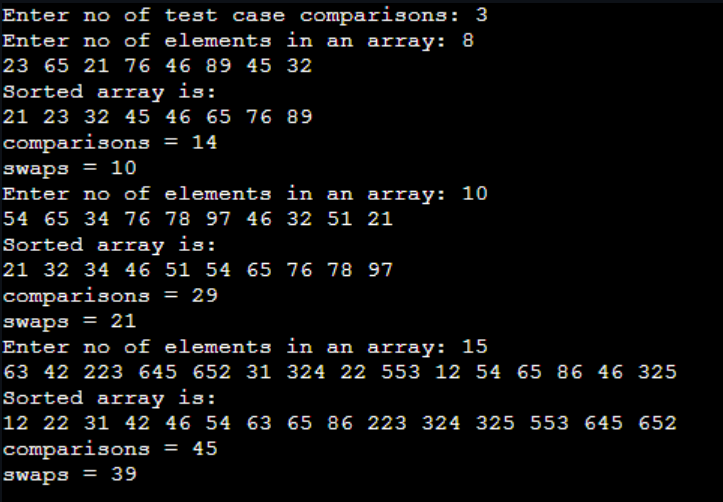 Enter no of test case comparisons: 3
Enter no of elements in an array: 8
23 65 21 76 46 89 45 32
Sorted array is:
21 23 32 45 46 65 76 89
comparisons = 14
swaps = 10
Enter no of elements in an array: 10
54 65 34 76 78 97 46 32 51 21
Sorted array is:
21 32 34 46 51 54 65 76 78 97
comparisons = 29
swaps = 21
Enter no of elements in an array: 15
63 42 223 645 652 31 324 22 553 12 54 65 86 46 325
Sorted array is:
12 22 31 42 46 54 63 65 86 223 324 325 553 645 652
comparisons = 45
swaps = 39